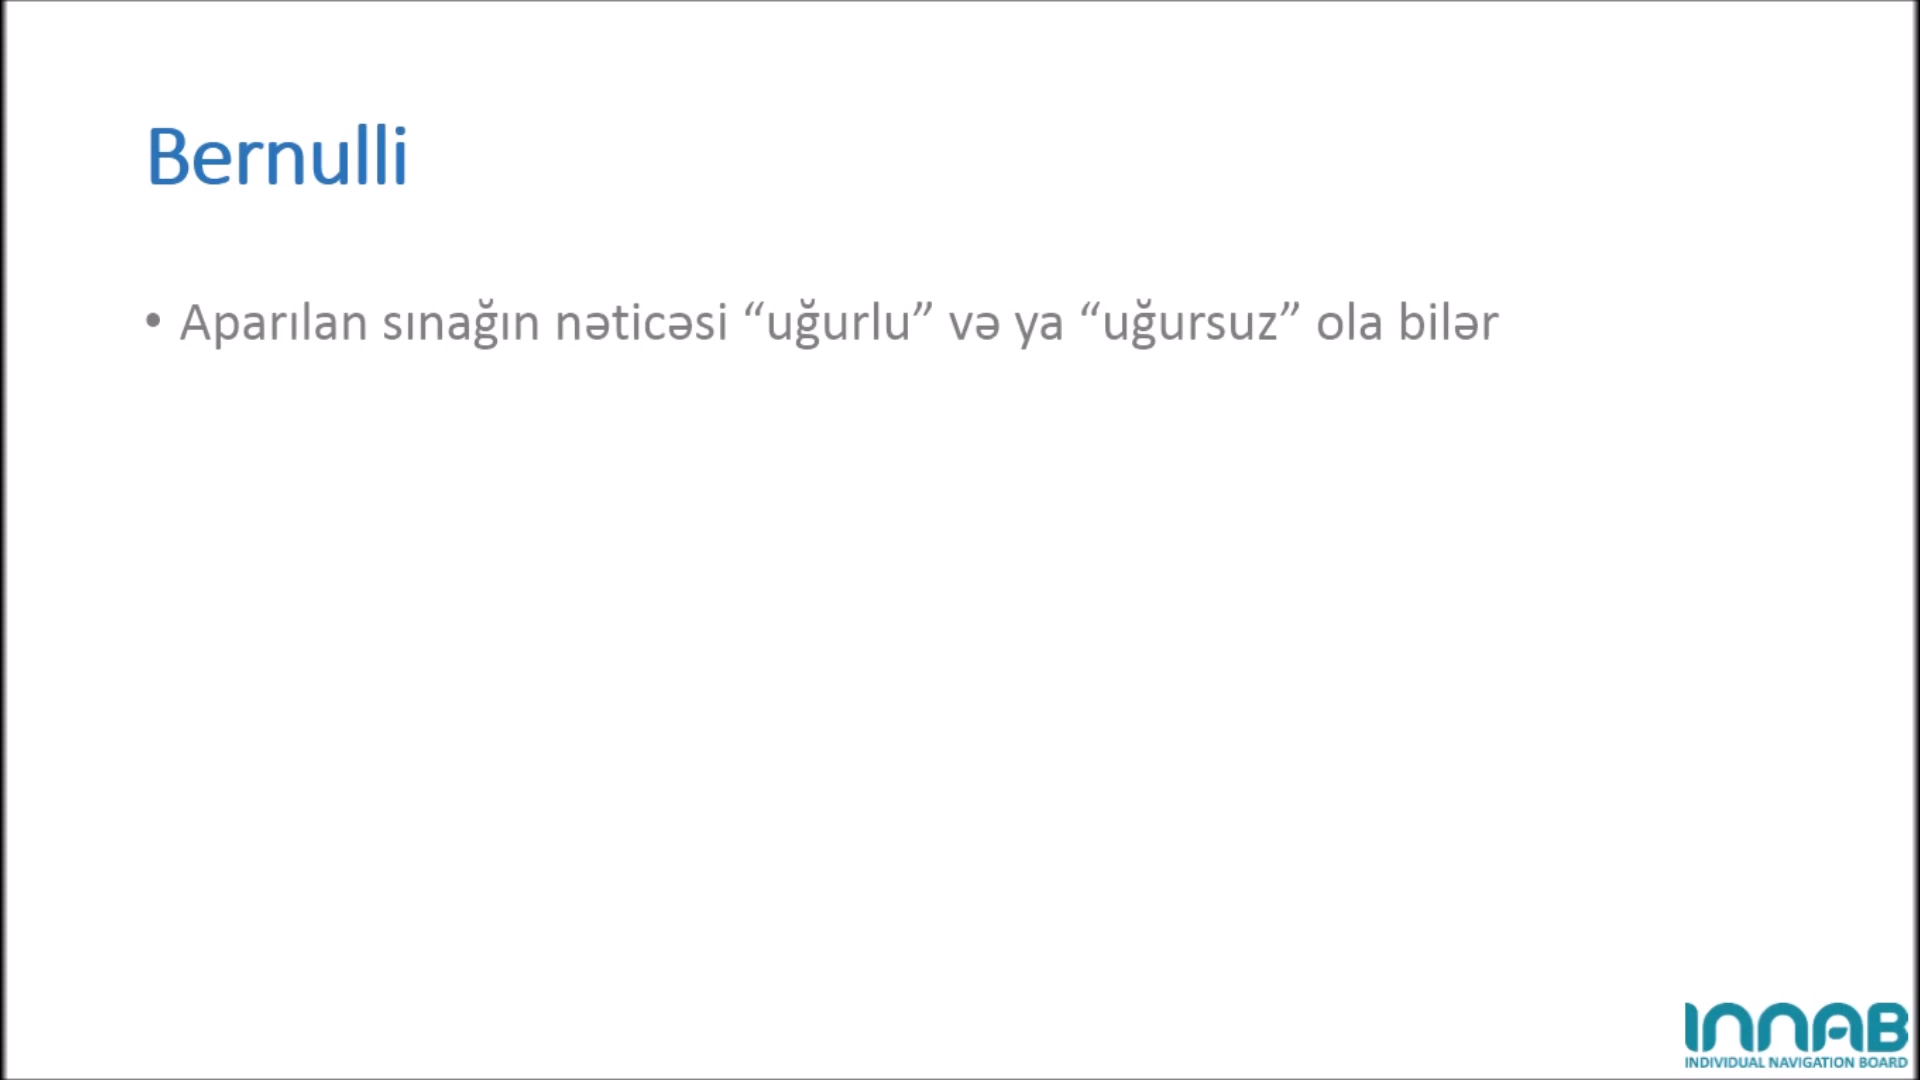 Bernulli
• Aparılan sınağın nəticəsi “uğurlu” və ya “uğursuz” ola bilər
INNAB
INDIVIDUAL NAVIGATION BOARD